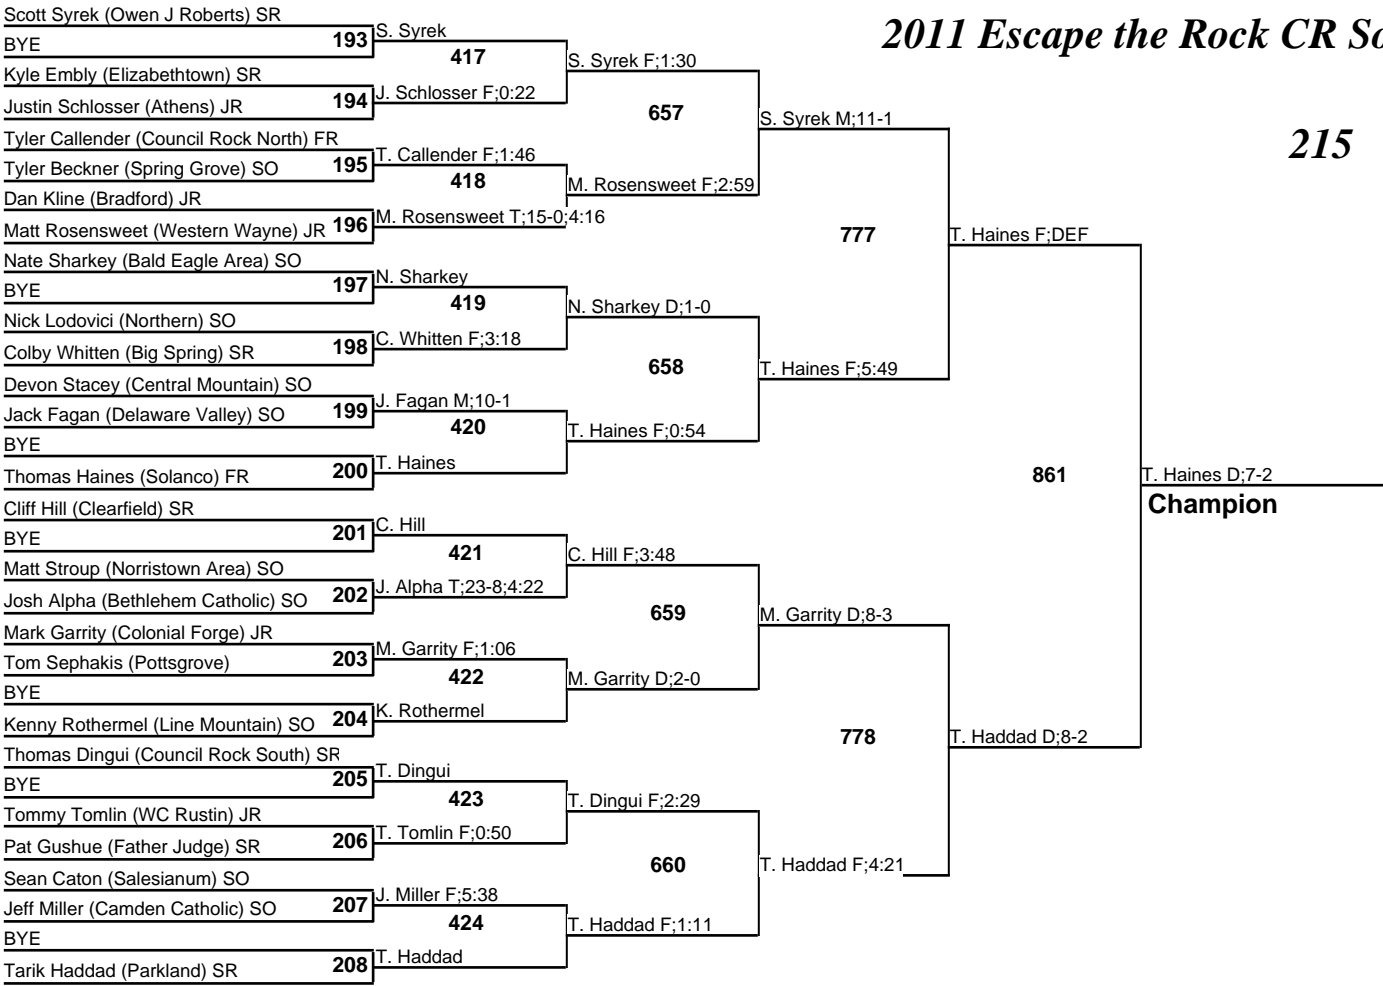 2011 Escape the Rock CR So
215
Scott Syrek (Owen J Roberts) SR
BYE
193
Kyle Embly (Elizabethtown) SR
Justin Schlosser (Athens) JR
194
Tyler Callender (Council Rock North) FR
Tyler Beckner (Spring Grove) SO
195
Dan Kline (Bradford) JR
Matt Rosensweet (Western Wayne) JR
196
Nate Sharkey (Bald Eagle Area) SO
BYE
197
Nick Lodovici (Northern) SO
Colby Whitten (Big Spring) SR
198
Devon Stacey (Central Mountain) SO
Jack Fagan (Delaware Valley) SO
199
BYE
Thomas Haines (Solanco) FR
200
Cliff Hill (Clearfield) SR
BYE
201
Matt Stroup (Norristown Area) SO
Josh Alpha (Bethlehem Catholic) SO
202
Mark Garrity (Colonial Forge) JR
Tom Sephakis (Pottsgrove)
203
BYE
Kenny Rothermel (Line Mountain) SO
204
Thomas Dingui (Council Rock South) SR
BYE
205
Tommy Tomlin (WC Rustin) JR
Pat Gushue (Father Judge) SR
206
Sean Caton (Salesianum) SO
Jeff Miller (Camden Catholic) SO
207
BYE
Tarik Haddad (Parkland) SR
208
S. Syrek
417
J. Schlosser F;0:22
T. Callender F;1:46
418
M. Rosensweet T;15-0;4:16
N. Sharkey
419
C. Whitten F;3:18
J. Fagan M;10-1
420
T. Haines
C. Hill
421
J. Alpha T;23-8;4:22
M. Garrity F;1:06
422
K. Rothermel
T. Dingui
423
T. Tomlin F;0:50
J. Miller F;5:38
424
T. Haddad
S. Syrek F;1:30
657
M. Rosensweet F;2:59
N. Sharkey D;1-0
658
T. Haines F;0:54
C. Hill F;3:48
659
M. Garrity D;2-0
T. Dingui F;2:29
660
T. Haddad F;1:11
S. Syrek M;11-1
777
T. Haines F;5:49
M. Garrity D;8-3
778
T. Haddad F;4:21
T. Haines F;DEF
861
T. Haddad D;8-2
T. Haines D;7-2
Champion